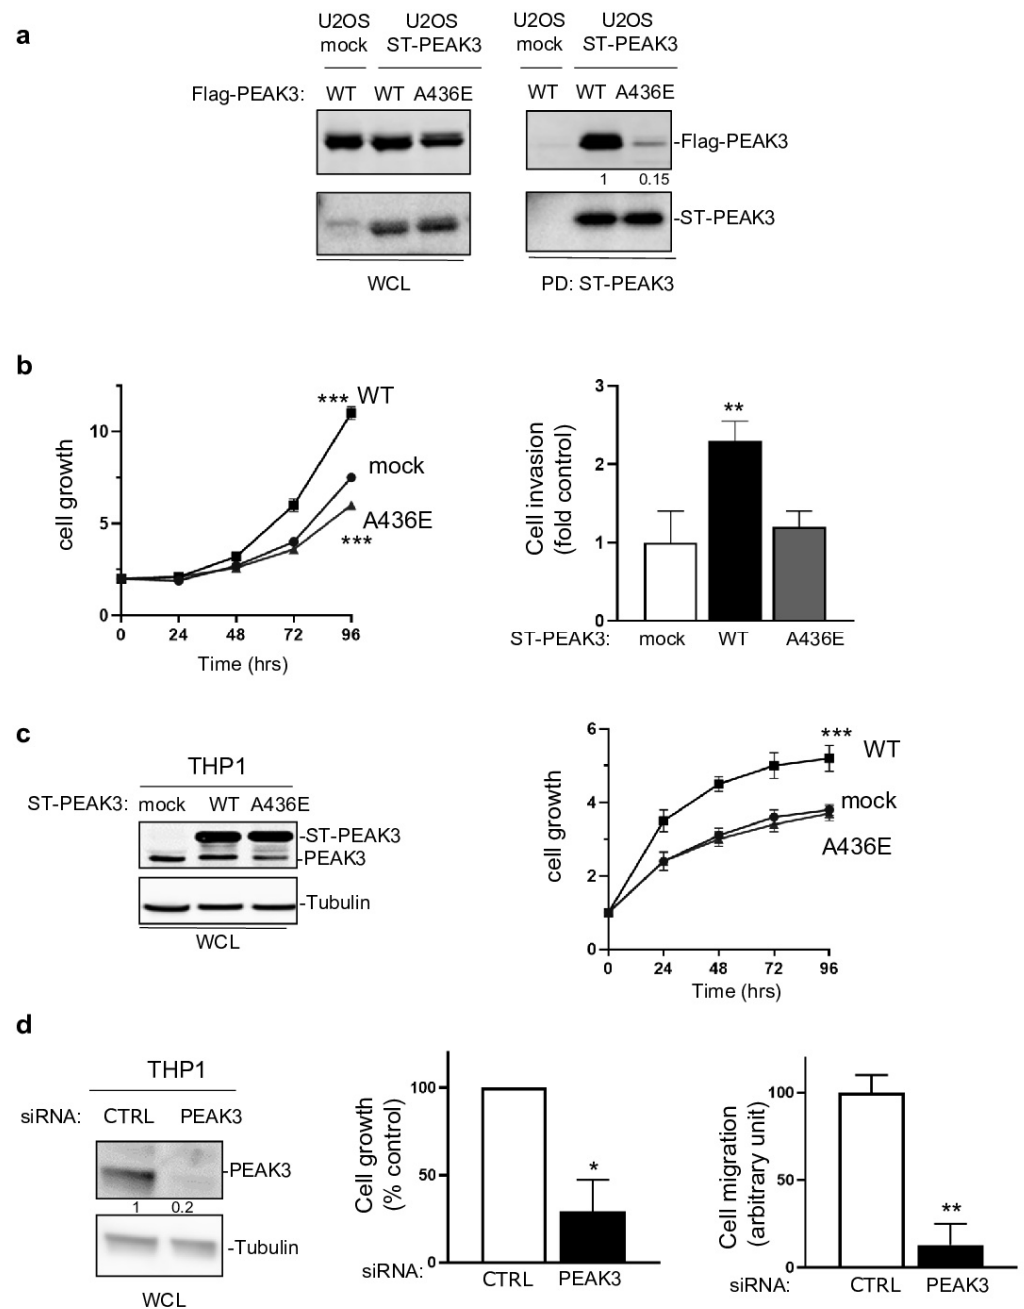 a
U2OS mock
U2OS ST-PEAK3
U2OS mock
U2OS ST-PEAK3
Flag-PEAK3: WT WT A436E
WT WT A436E
-Flag-PEAK3
1 0.15
-ST-PEAK3
WCL
PD: ST-PEAK3
b
cell growth
10
5
0
*** WT
mock
A436E
***
0 24 48 72 96
Time (hrs)
Cell invasion
(fold control)
3
2
1
0
**
ST-PEAK3: mock WT A436E
c
THP1
ST-PEAK3: mock WT A436E
-ST-PEAK3
-PEAK3
-Tubulin
WCL
cell growth
6
4
2
0
*** WT
mock
A436E
0 24 48 72 96
Time (hrs)
d
THP1
siRNA: CTRL PEAK3
-PEAK3
1 0.2
-Tubulin
WCL
Cell growth
(% control)
100
50
0
*
siRNA: CTRL PEAK3
Cell migration
(arbitrary unit)
100
50
0
**
siRNA: CTRL PEAK3